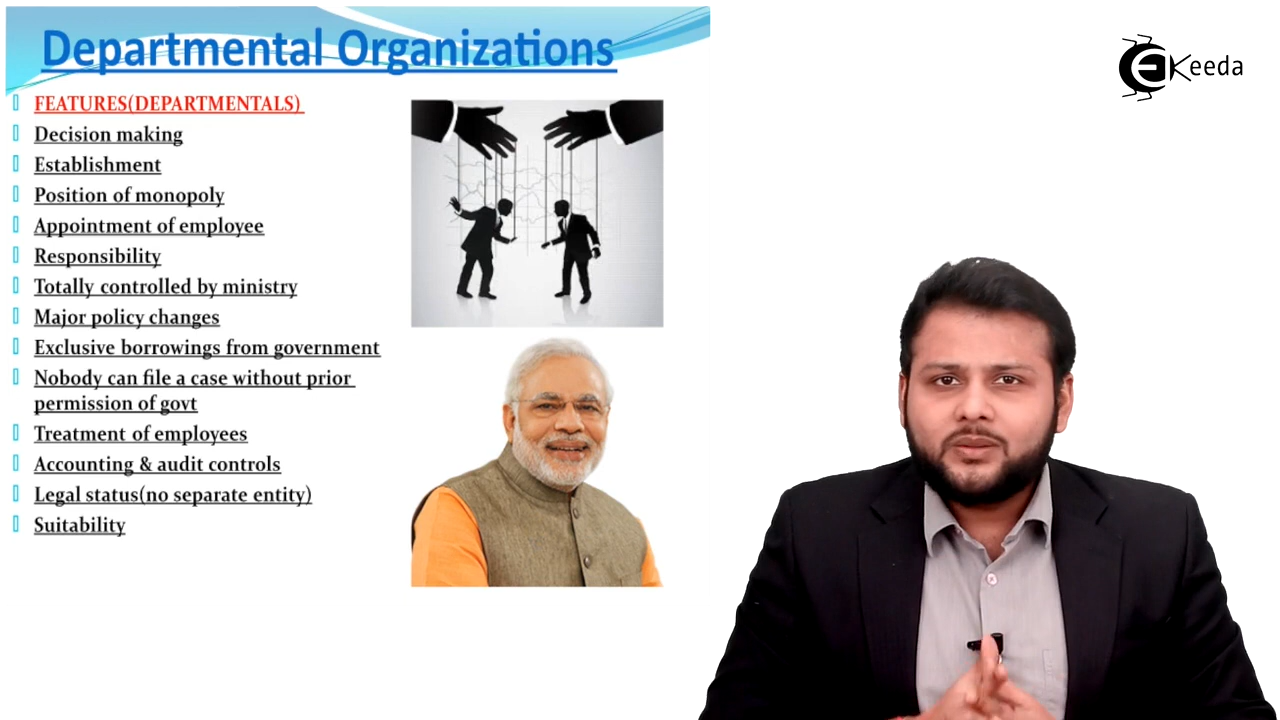 Departmental Organizations
FEATURES(DEPARTMENTALS)
Decision making
Establishment
Position of monopoly
Appointment of employee
Responsibility
Totally controlled by ministry
Major policy changes
Exclusive borrowings from government
Nobody can file a case without prior
permission of govt
Treatment of employees
Accounting & audit controls
Legal status(no separate entity)
Suitability
EKeeda